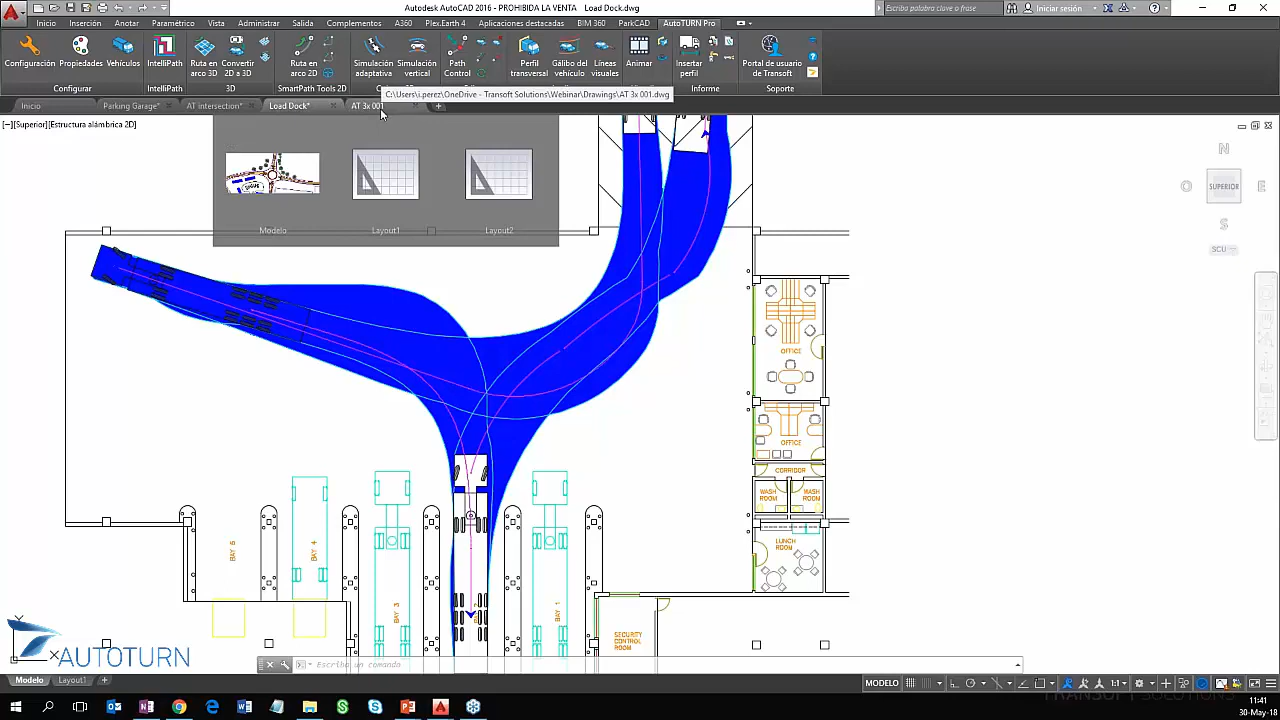 Autodesk AutoCAD 2016 - PROHIBIDA LA VENTA Load Dock.dwg
Escriba palabra clave o frase
Iniciar sesión
Inicio Inserción Anotar Paramétrico Vista Administrar Salida Complementos A360 Plex.Earth 4 Aplicaciones destacadas BIM 360 ParkCAD AutoTURN Pro
Configuración Propiedades Vehículos
IntelliPath
Ruta en arco 3D
Convertir 2D a 3D
Ruta en arco 2D
Simulación adaptativa
Simulación vertical
Path Control
Perfil transversal
Gálibo del vehículo
Líneas visuales
Animar
Insertar perfil
Portal de usuario de Transoft
Configurar IntelliPath 3D SmartPath Tools 2D Informe
C:\Users\i.perez\OneDrive - Transoft Solutions\Webinar\Drawings\AT 3x 001.dwg
Inicio Parking Garage* AT intersection* Load Dock* AT 3x 001
[−][Superior][Estructura alámbrica 2D]
Modelo Layout1 Layout2
N
O SUPERIOR E
S
SCU
OFFICE
OFFICE
CORRIDOR
WASH ROOM
WASH ROOM
LUNCH ROOM
SECURITY CONTROL ROOM
BAY 5
BAY 4
BAY 3
BAY 1
Y
X
AUTOTURN
Escriba un comando
Modelo Layout1
MODELO
1:1
TRANSOFT SOLUTIONS
11:41
30-May-18